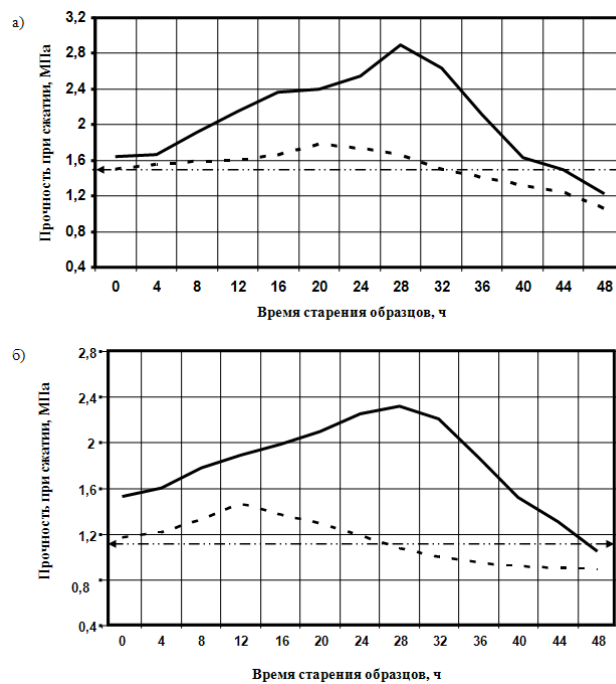 а)
Прочность при сжатии, МПа
3,2
2,8
2,4
2
1,6
1,2
0,8
0,4
0 4 8 12 16 20 24 28 32 36 40 44 48
Время старения образцов, ч
б)
Прочность при сжатии, МПа
2,8
2,4
2
1,6
1,2
0,8
0,4
0 4 8 12 16 20 24 28 32 36 40 44 48
Время старения образцов, ч